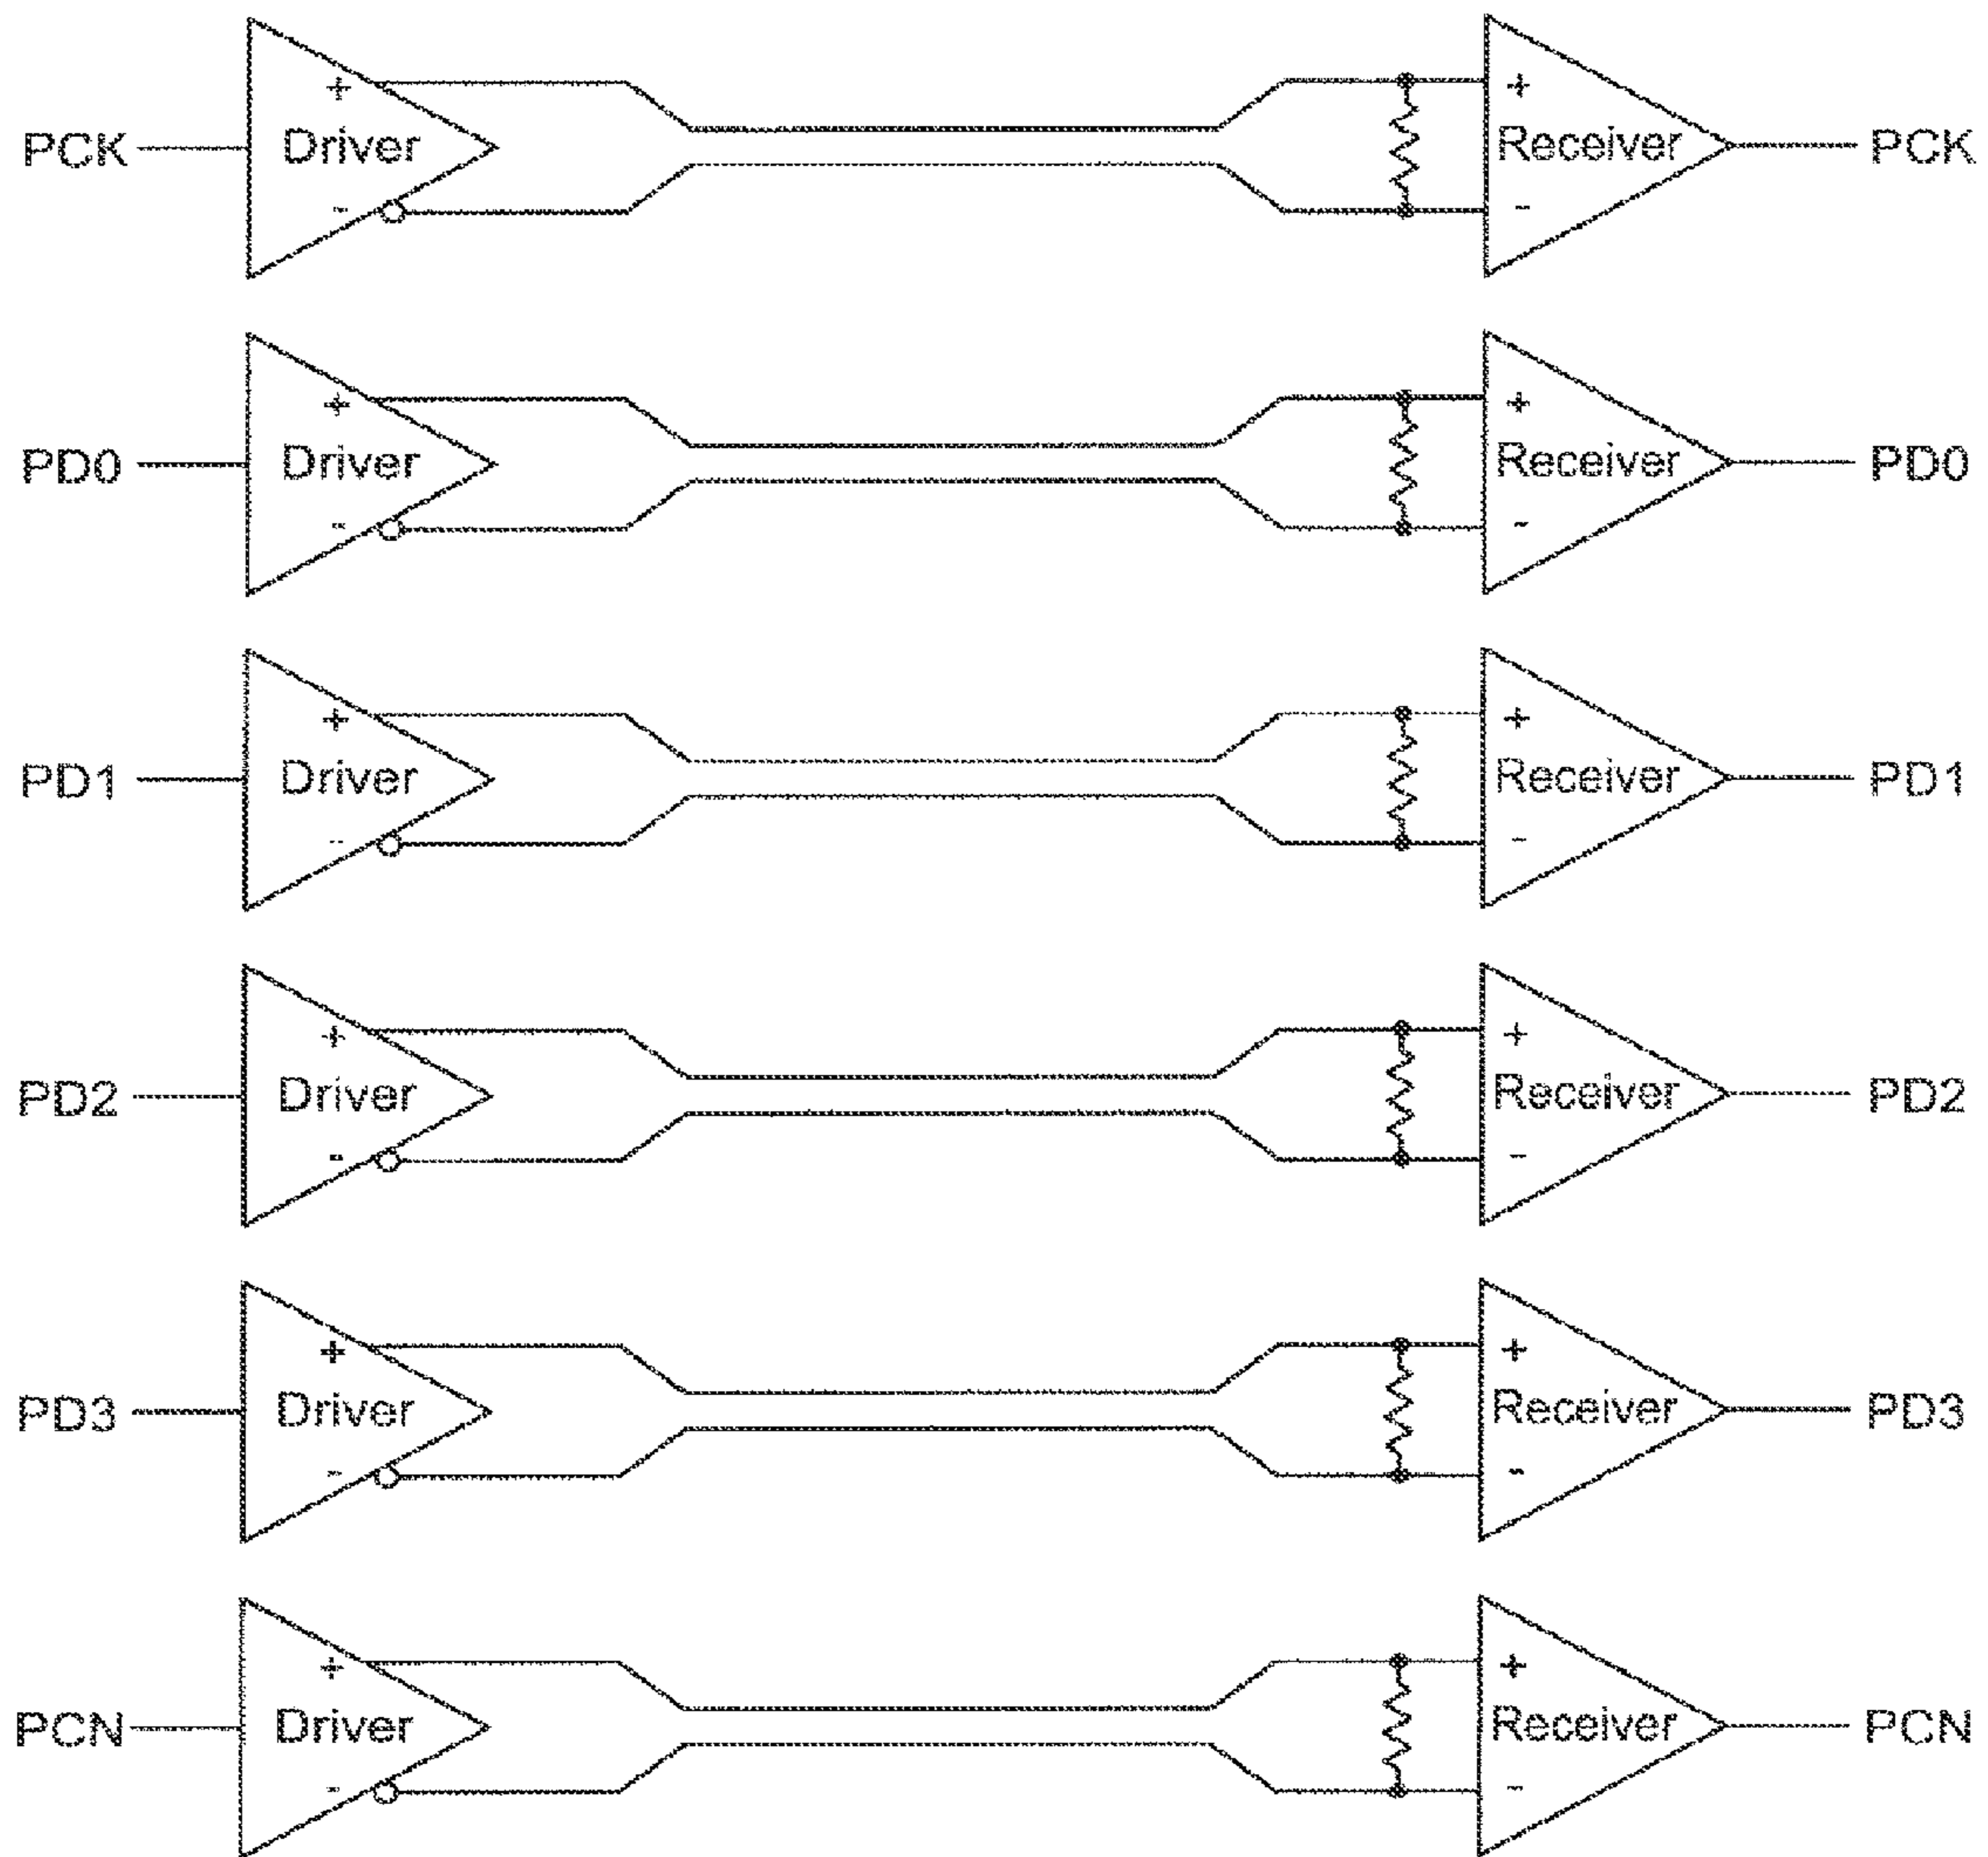 + +
PCK Driver Receiver PCK
- -
+ +
PD0 Driver Receiver PD0
- -
+ +
PD1 Driver Receiver PD1
- -
+ +
PD2 Driver Receiver PD2
- -
+ +
PD3 Driver Receiver PD3
- -
+ +
PCN Driver Receiver PCN
- -